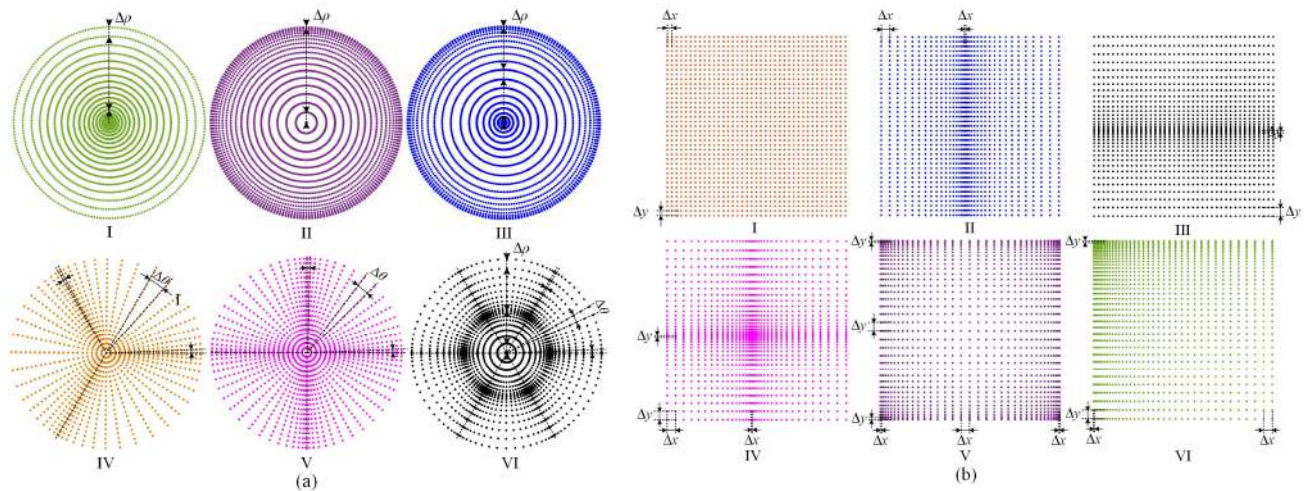 Δρ Δρ Δρ
I II III
Δθ I Δθ Δρ Δθ
IV V VI
(a)
Δx Δx Δx
Δy Δy
I II III
Δy Δy Δy
Δy Δy
Δy Δy Δy
Δx Δx Δx Δx Δx Δx Δx
IV V VI
(b)